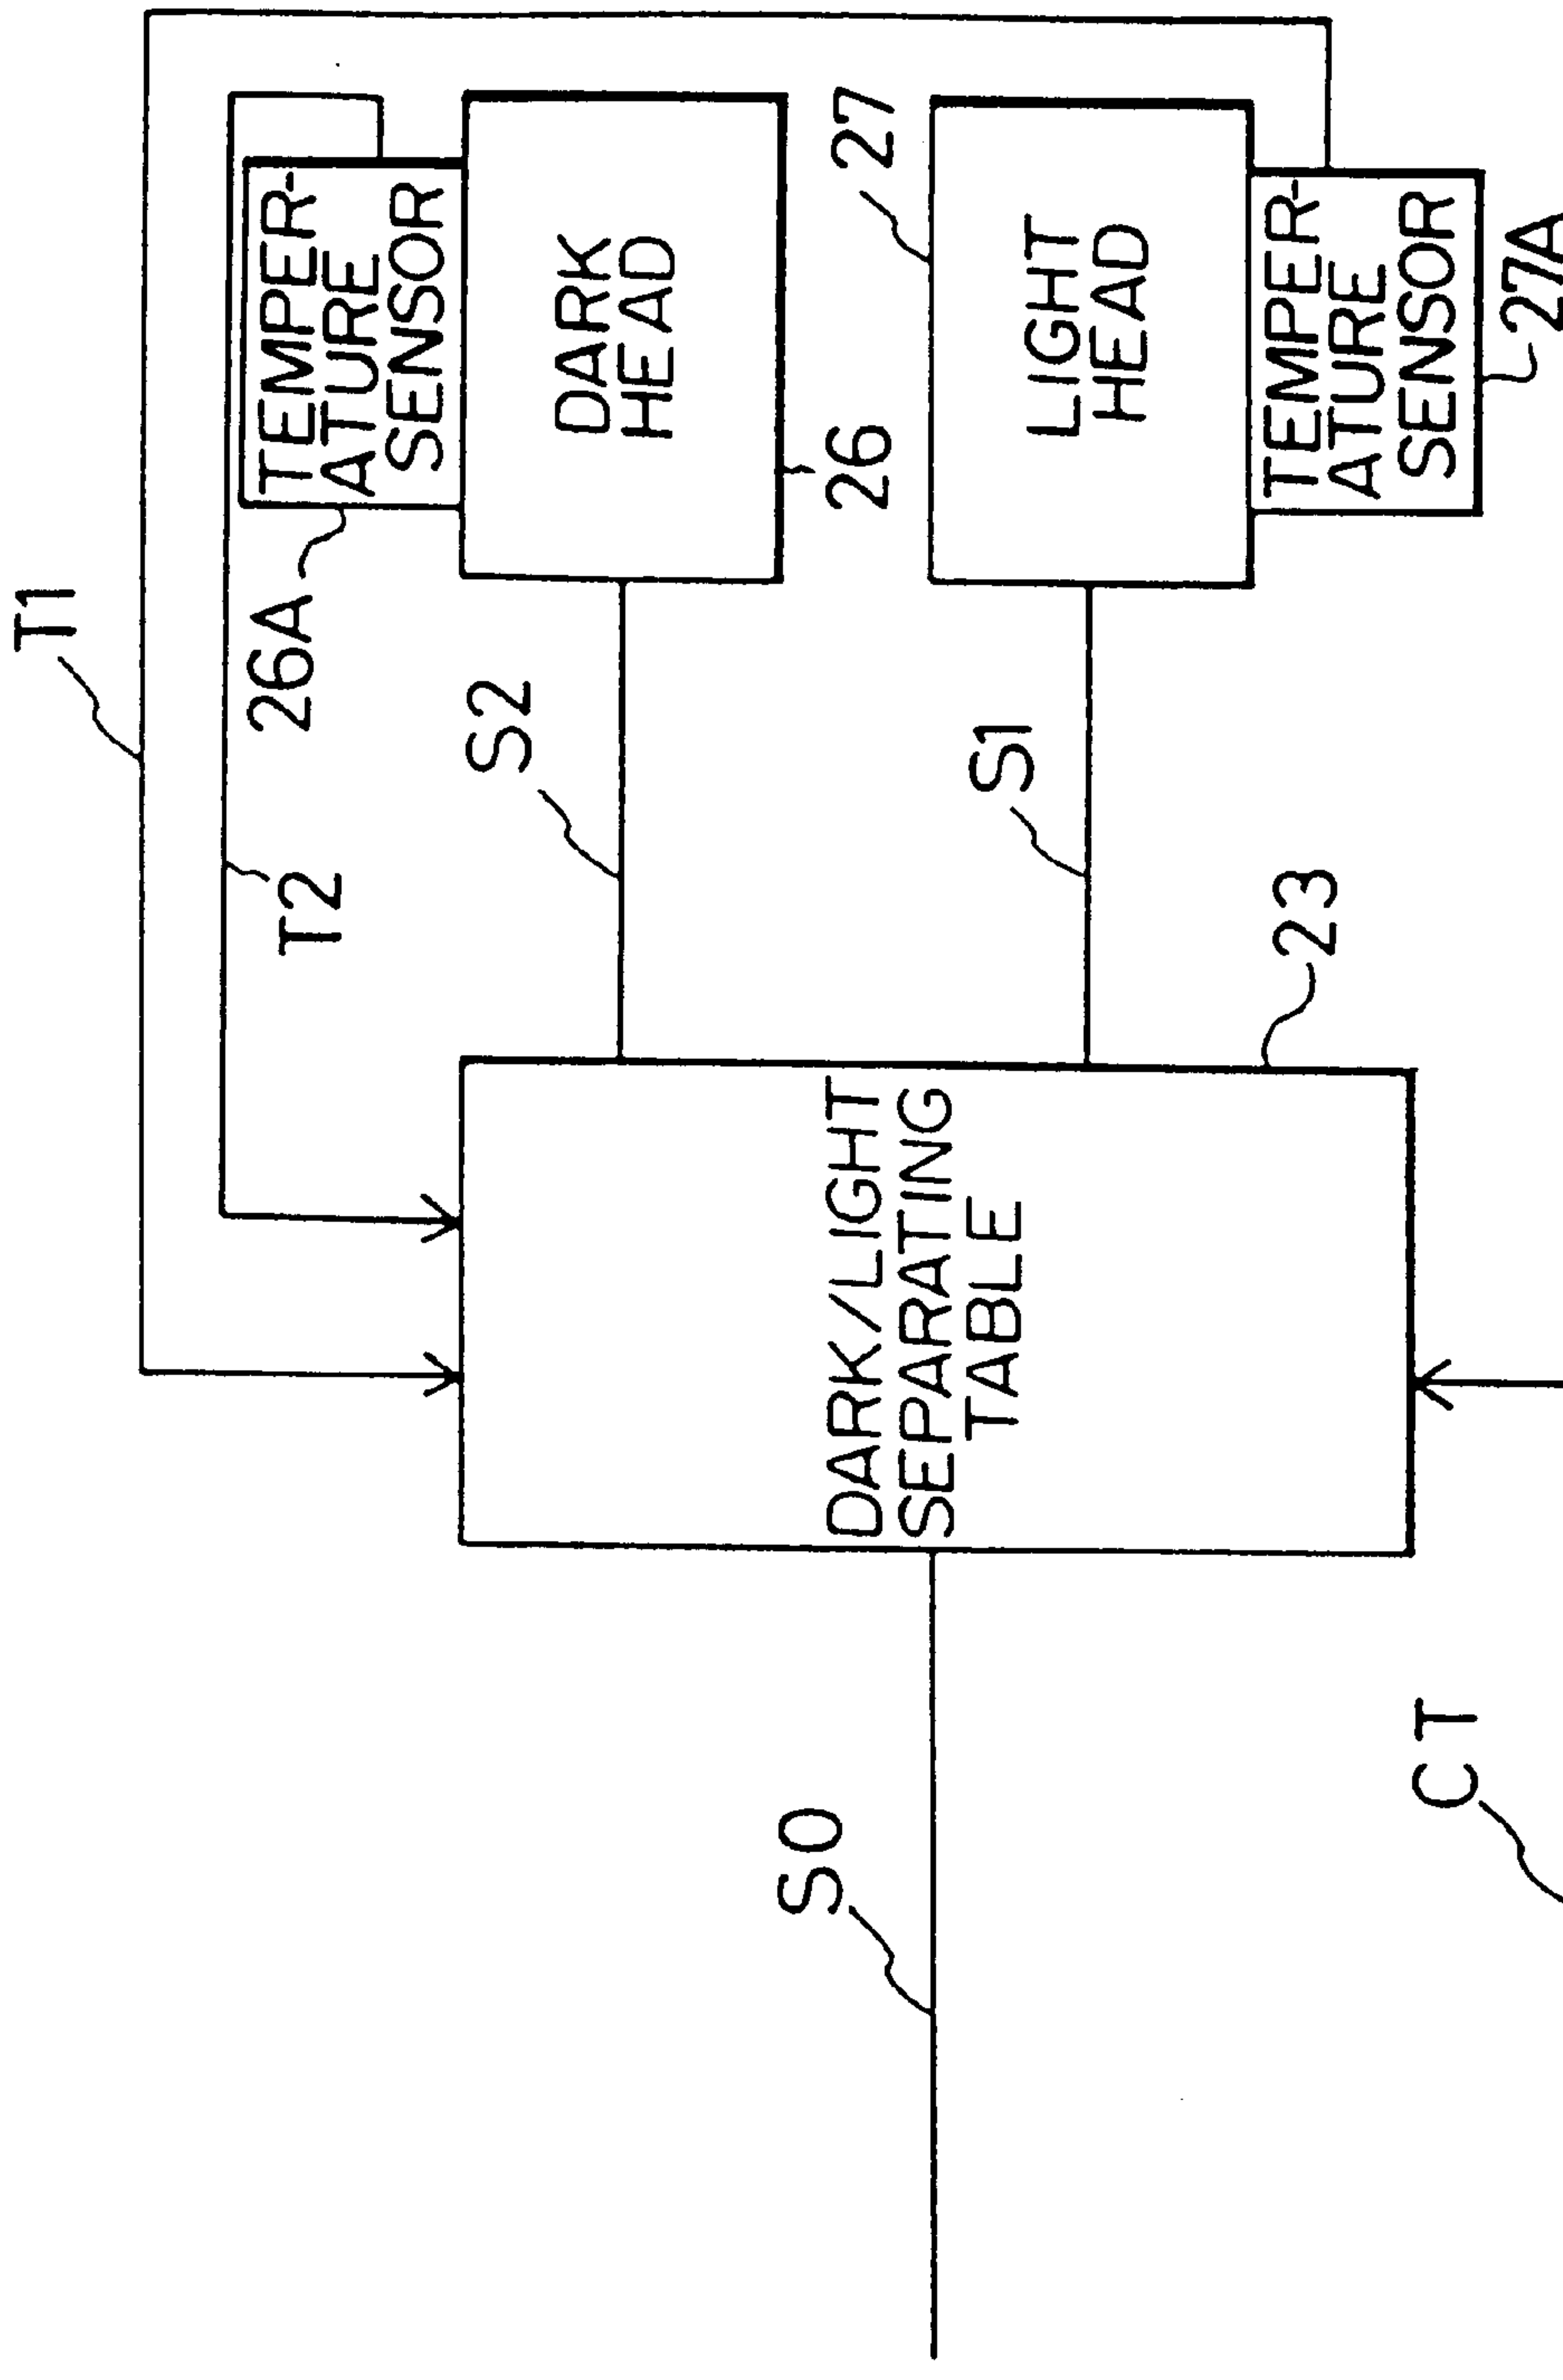 T1
TEMPER-
ATURE
SENSOR
26A
T2
DARK
HEAD
26
S2
27
LIGHT
HEAD
S1
TEMPER-
ATURE
SENSOR
27A
23
DARK/LIGHT
SEPARATING
TABLE
S0
CT